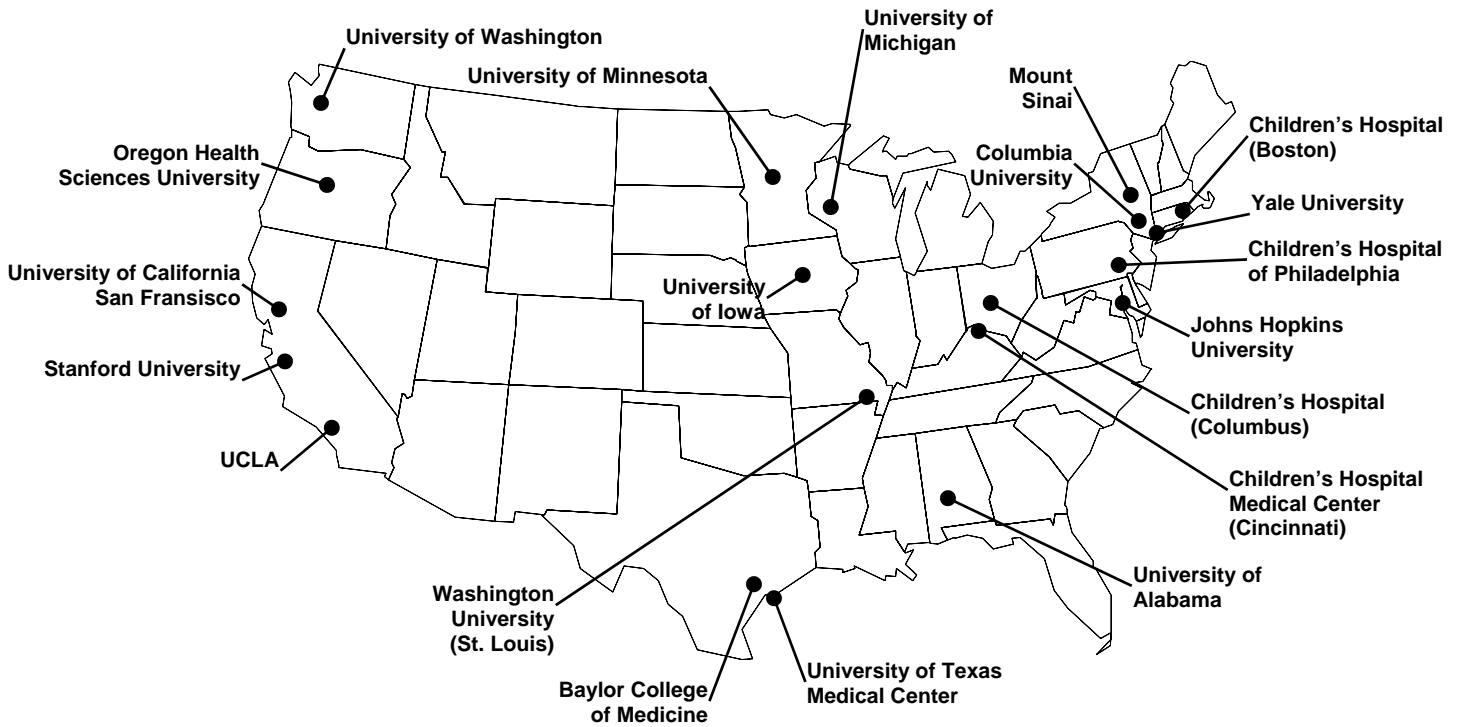 University of Washington
University of
Michigan
University of Minnesota
Mount
Sinai
Children’s Hospital
(Boston)
Oregon Health
Sciences University
Columbia
University
Yale University
Children’s Hospital
of Philadelphia
University of California
San Fransisco
University
of Iowa
Johns Hopkins
University
Stanford University
Children’s Hospital
(Columbus)
UCLA
Children’s Hospital
Medical Center
(Cincinnati)
University of
Alabama
Washington
University
(St. Louis)
University of Texas
Medical Center
Baylor College
of Medicine